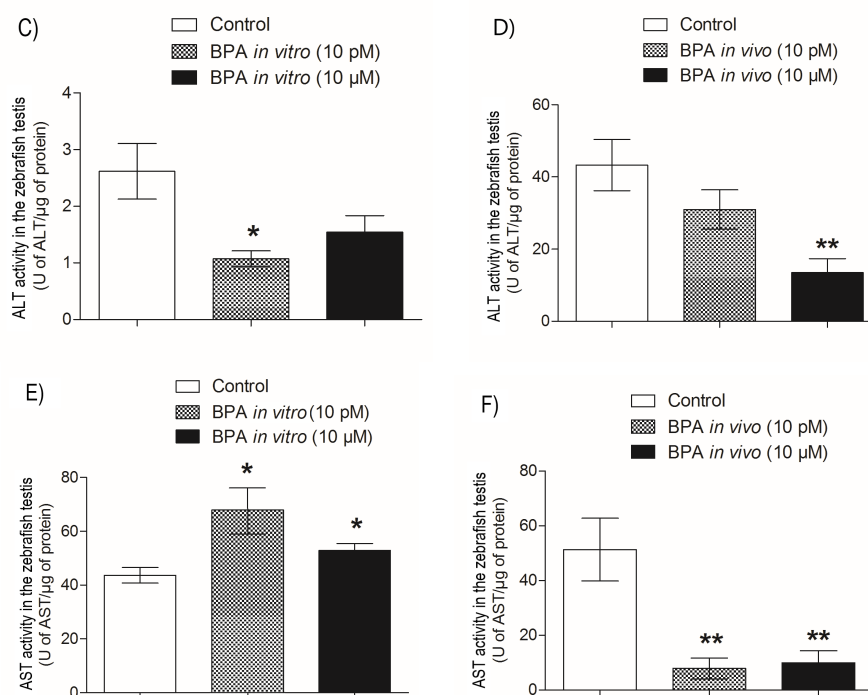 C)
Control
BPA in vitro (10 pM)
BPA in vitro (10 µM)
ALT activity in the zebrafish testis
(U of ALT/µg of protein)
4
3
2
1
0
*
D)
Control
BPA in vivo (10 pM)
BPA in vivo (10 µM)
ALT activity in the zebrafish testis
(U of ALT/µg of protein)
60
40
20
0
**
E)
Control
BPA in vitro (10 pM)
BPA in vitro (10 µM)
AST activity in the zebrafish testis
(U of AST/µg of protein)
80
60
40
20
0
*
*
F)
Control
BPA in vivo (10 pM)
BPA in vivo (10 µM)
AST activity in the zebrafish testis
(U of AST/µg of protein)
80
60
40
20
0
**
**